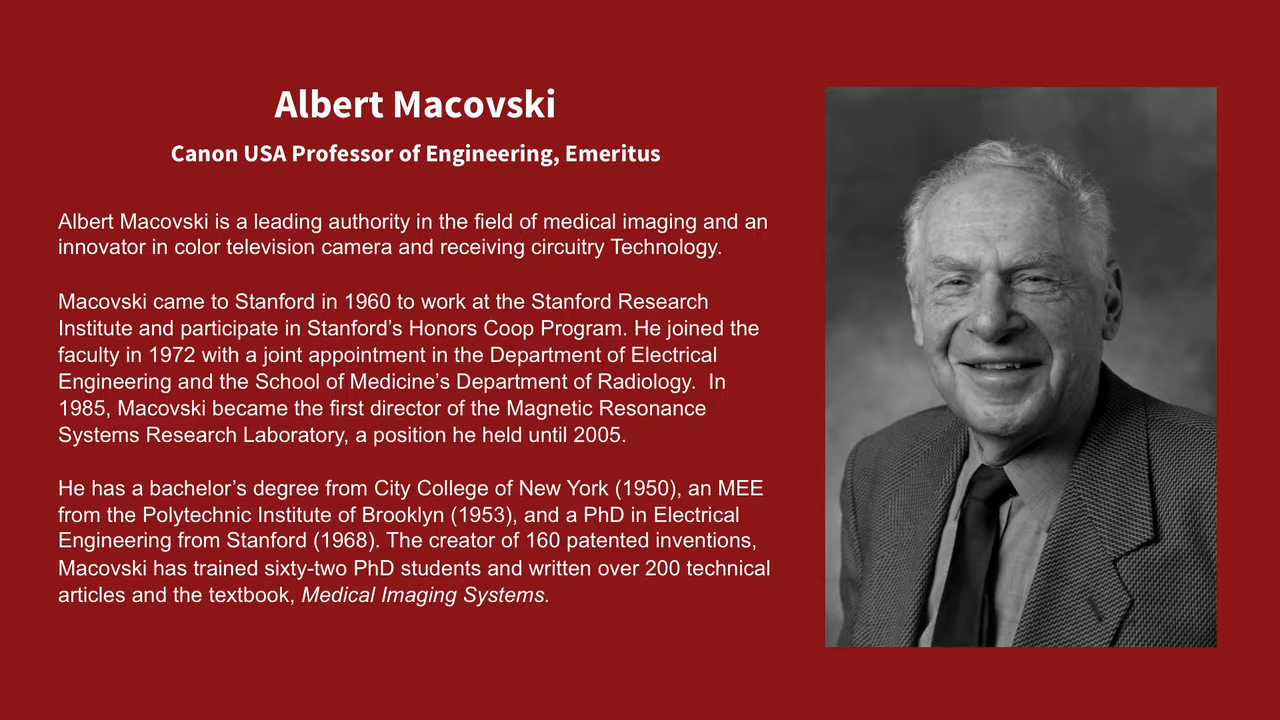 Albert Macovski
Canon USA Professor of Engineering, Emeritus
Albert Macovski is a leading authority in the field of medical imaging and an
innovator in color television camera and receiving circuitry Technology.
Macovski came to Stanford in 1960 to work at the Stanford Research
Institute and participate in Stanford’s Honors Coop Program. He joined the
faculty in 1972 with a joint appointment in the Department of Electrical
Engineering and the School of Medicine’s Department of Radiology.  In
1985, Macovski became the first director of the Magnetic Resonance
Systems Research Laboratory, a position he held until 2005.
He has a bachelor’s degree from City College of New York (1950), an MEE
from the Polytechnic Institute of Brooklyn (1953), and a PhD in Electrical
Engineering from Stanford (1968). The creator of 160 patented inventions,
Macovski has trained sixty-two PhD students and written over 200 technical
articles and the textbook, Medical Imaging Systems.